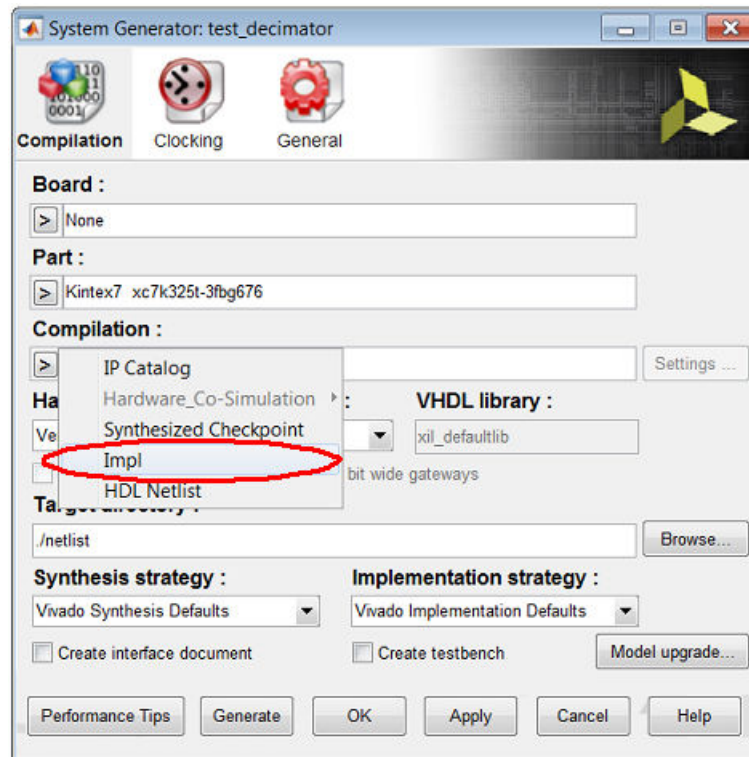 System Generator: test_decimator
Compilation Clocking General
Board :
> None
Part :
> Kintex7 xc7k325t-3fbg676
Compilation :
> Settings ...
IP Catalog
Hardware_Co-Simulation
Ha : VHDL library :
Synthesized Checkpoint
Ve xil_defaultlib
Impl
bit wide gateways
HDL Netlist
./netlist Browse...
Synthesis strategy : Implementation strategy :
Vivado Synthesis Defaults Vivado Implementation Defaults
Create interface document Create testbench Model upgrade...
Performance Tips Generate OK Apply Cancel Help